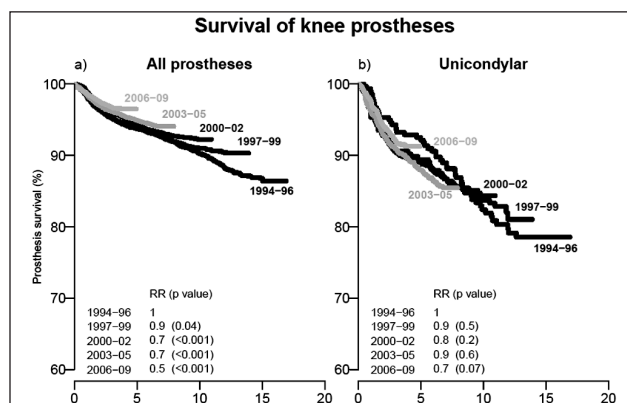 Survival of knee prostheses
a) All prostheses
100
90
80
70
60
Prosthesis survival (%)
2006–09
2003–05
2000–02
1997–99
1994–96
RR (p value)
1994–96 1
1997–99 0.9 (0.04)
2000–02 0.7 (<0.001)
2003–05 0.7 (<0.001)
2006–09 0.5 (<0.001)
0 5 10 15 20
b) Unicondylar
100
90
80
70
60
2006–09
2003–05
2000–02
1997–99
1994–96
RR (p value)
1994–96 1
1997–99 0.9 (0.5)
2000–02 0.8 (0.2)
2003–05 0.9 (0.6)
2006–09 0.7 (0.07)
0 5 10 15 20